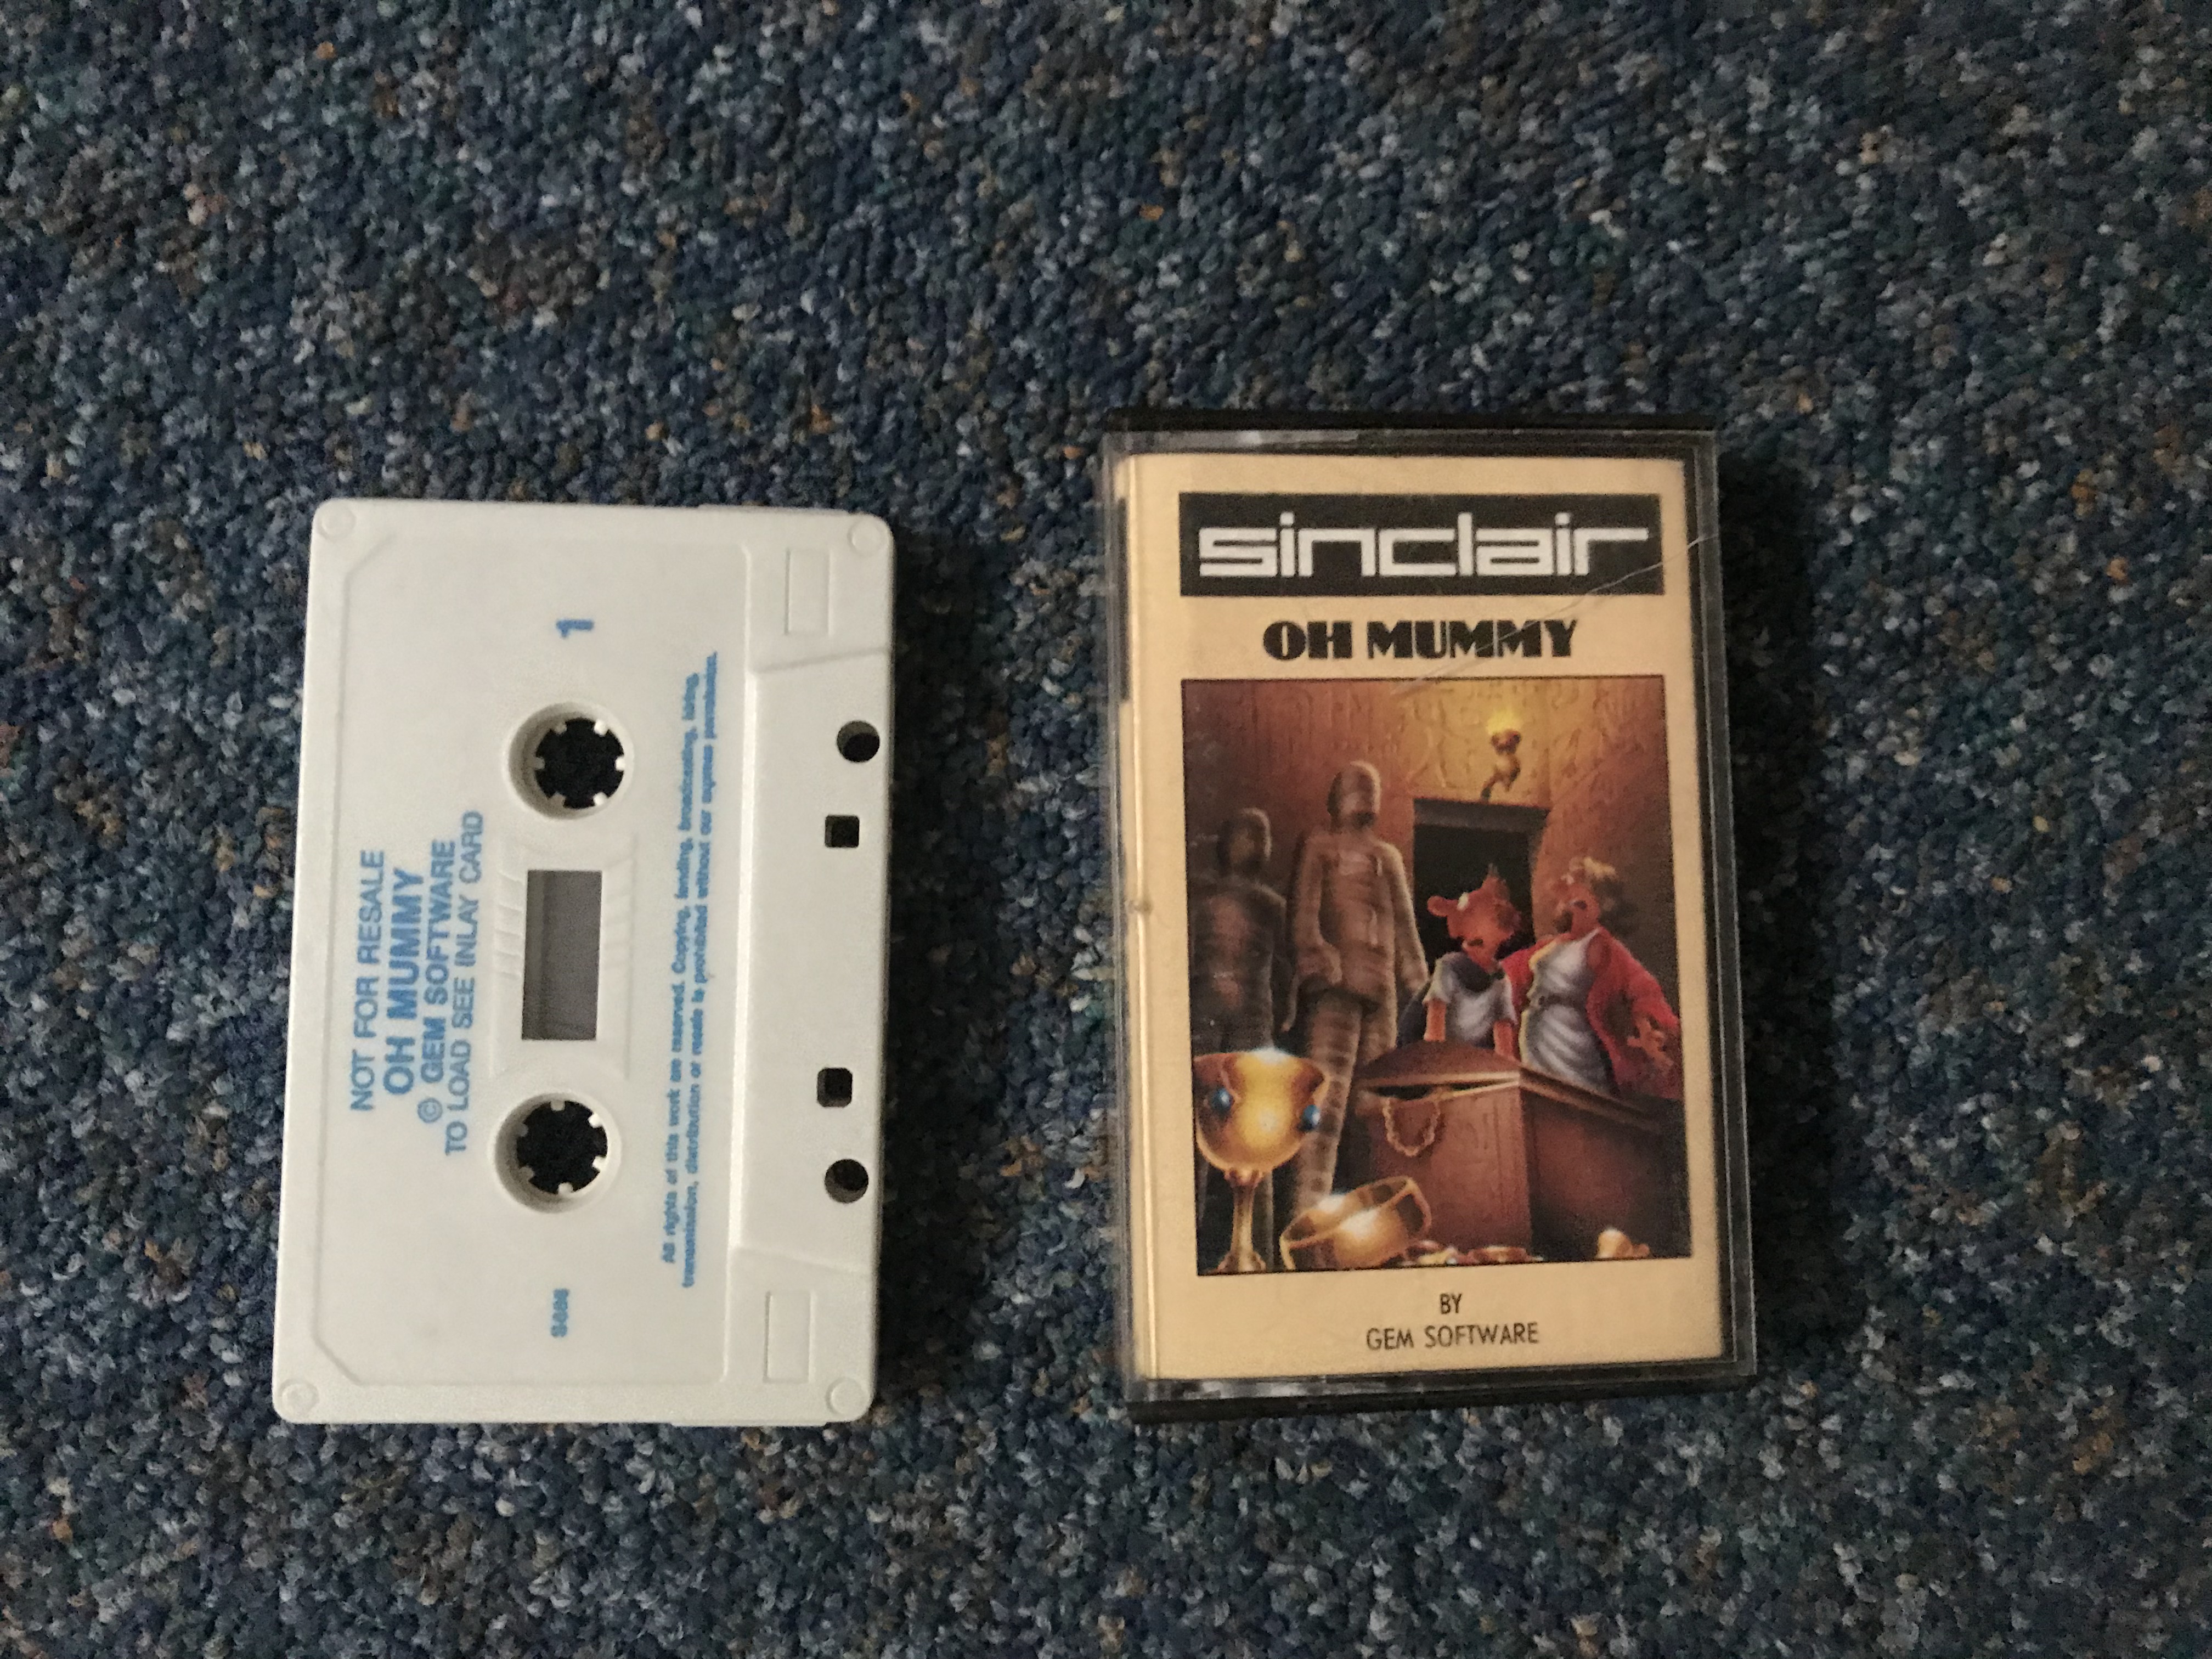 NOT FOR RESALE
OH MUMMY
© GEM SOFTWARE
TO LOAD SEE INLAY CARD
1
All rights of this work are reserved. Copying, lending, broadcasting, hiring,
transmission, distribution or resale is prohibited without our express permission.
sinclair
OH MUMMY
BY
GEM SOFTWARE